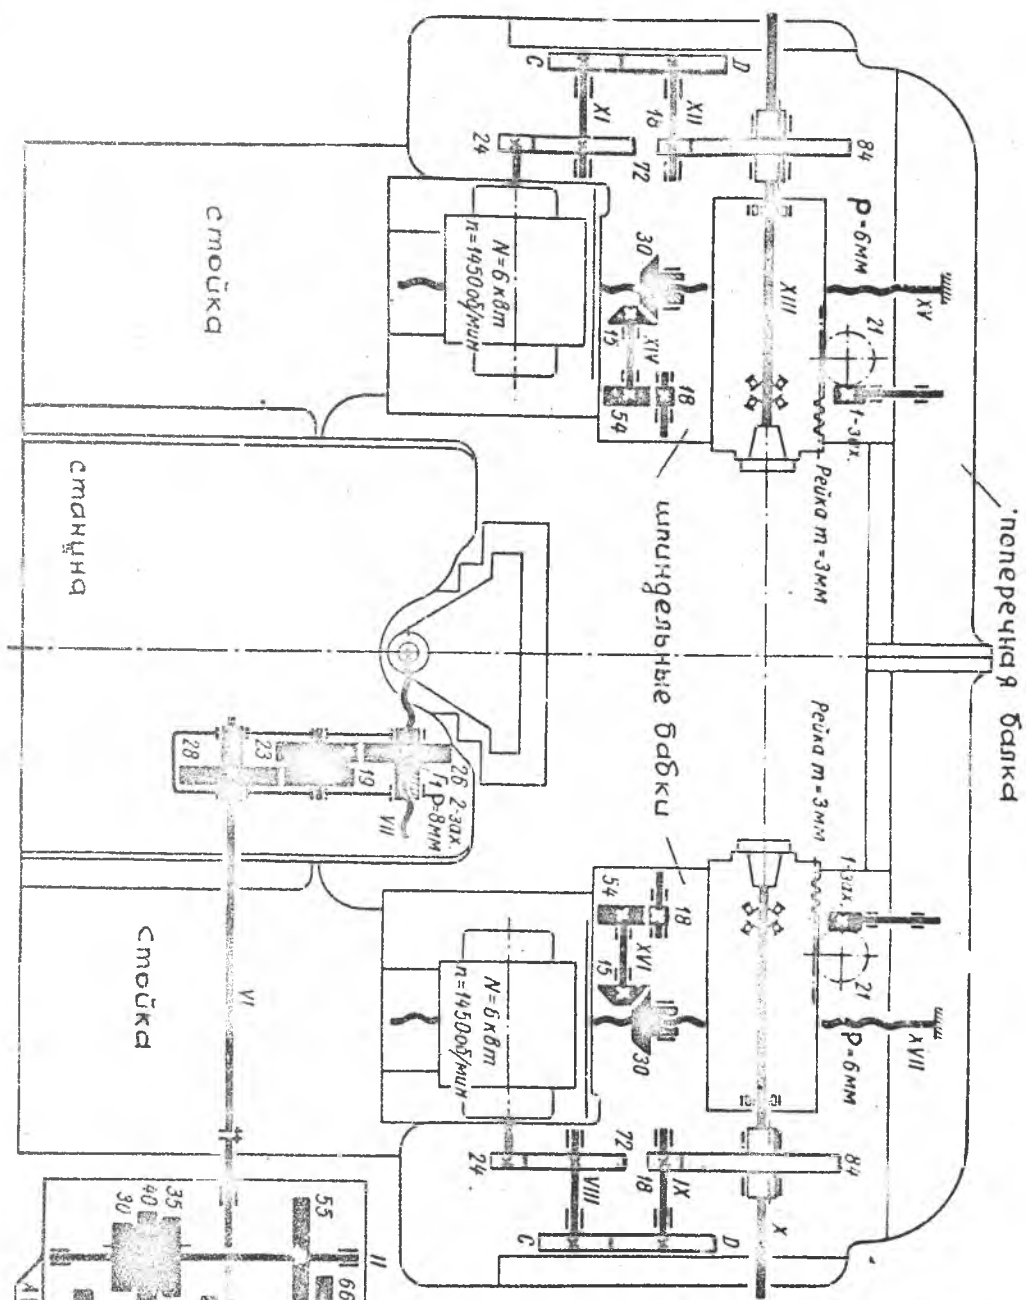 поперечная балка
84
P=6мм
XV
D
XII
18
C
XI
72
24
30
XIII
21
1-зах.
15
XIV
18
54
Рейка m=3мм
N=6квт
n=1450об/мин
стойка
шпиндельные бабки
станина
Рейка m=3мм
1-зах.
21
P=6мм
XVII
54
18
XVI
15
30
26 2-зах.
P=8мм
VII
23
19
28
N=6квт
n=1450об/мин
стойка
VI
84
X
72
18
IX
24
VIII
C
D
55
II
66
35
40
30